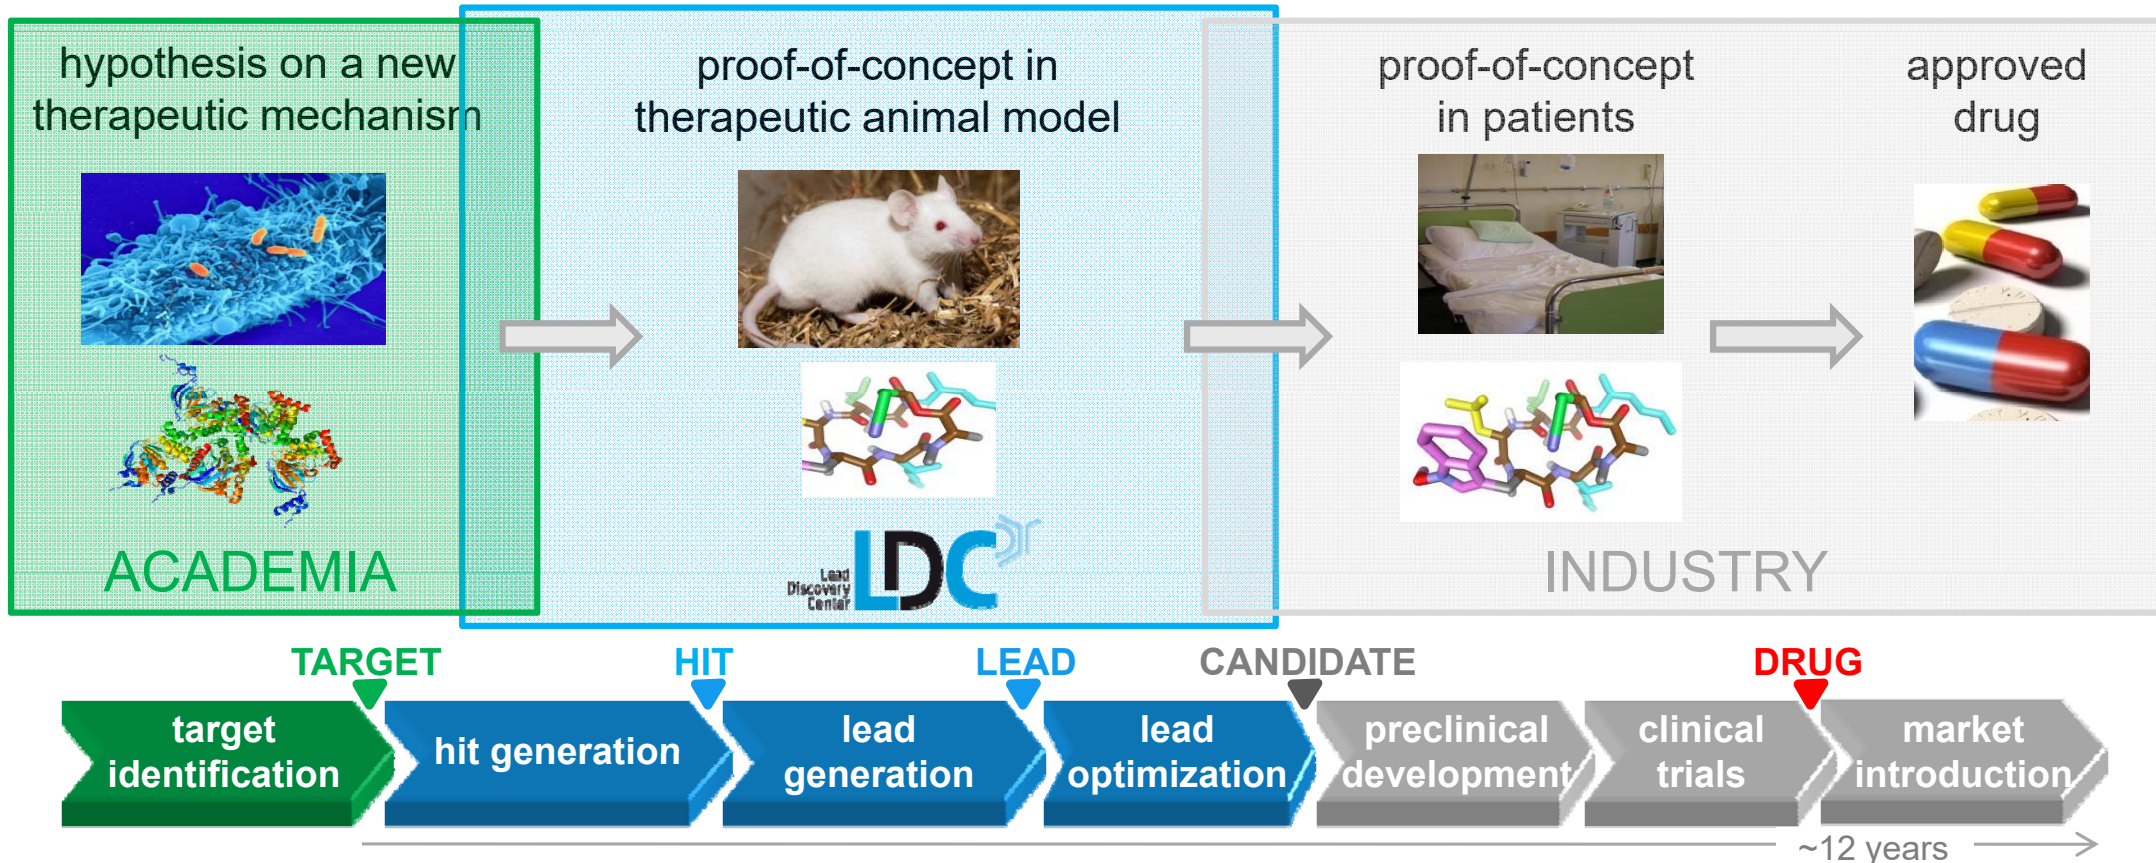 hypothesis on a new
therapeutic mechanism
proof-of-concept in
therapeutic animal model
proof-of-concept
in patients
approved
drug
ACADEMIA
Lead
Discovery
Center
LDC
INDUSTRY
TARGET
HIT
LEAD
CANDIDATE
DRUG
target
identification
hit generation
lead
generation
lead
optimization
preclinical
development
clinical
trials
market
introduction
~12 years